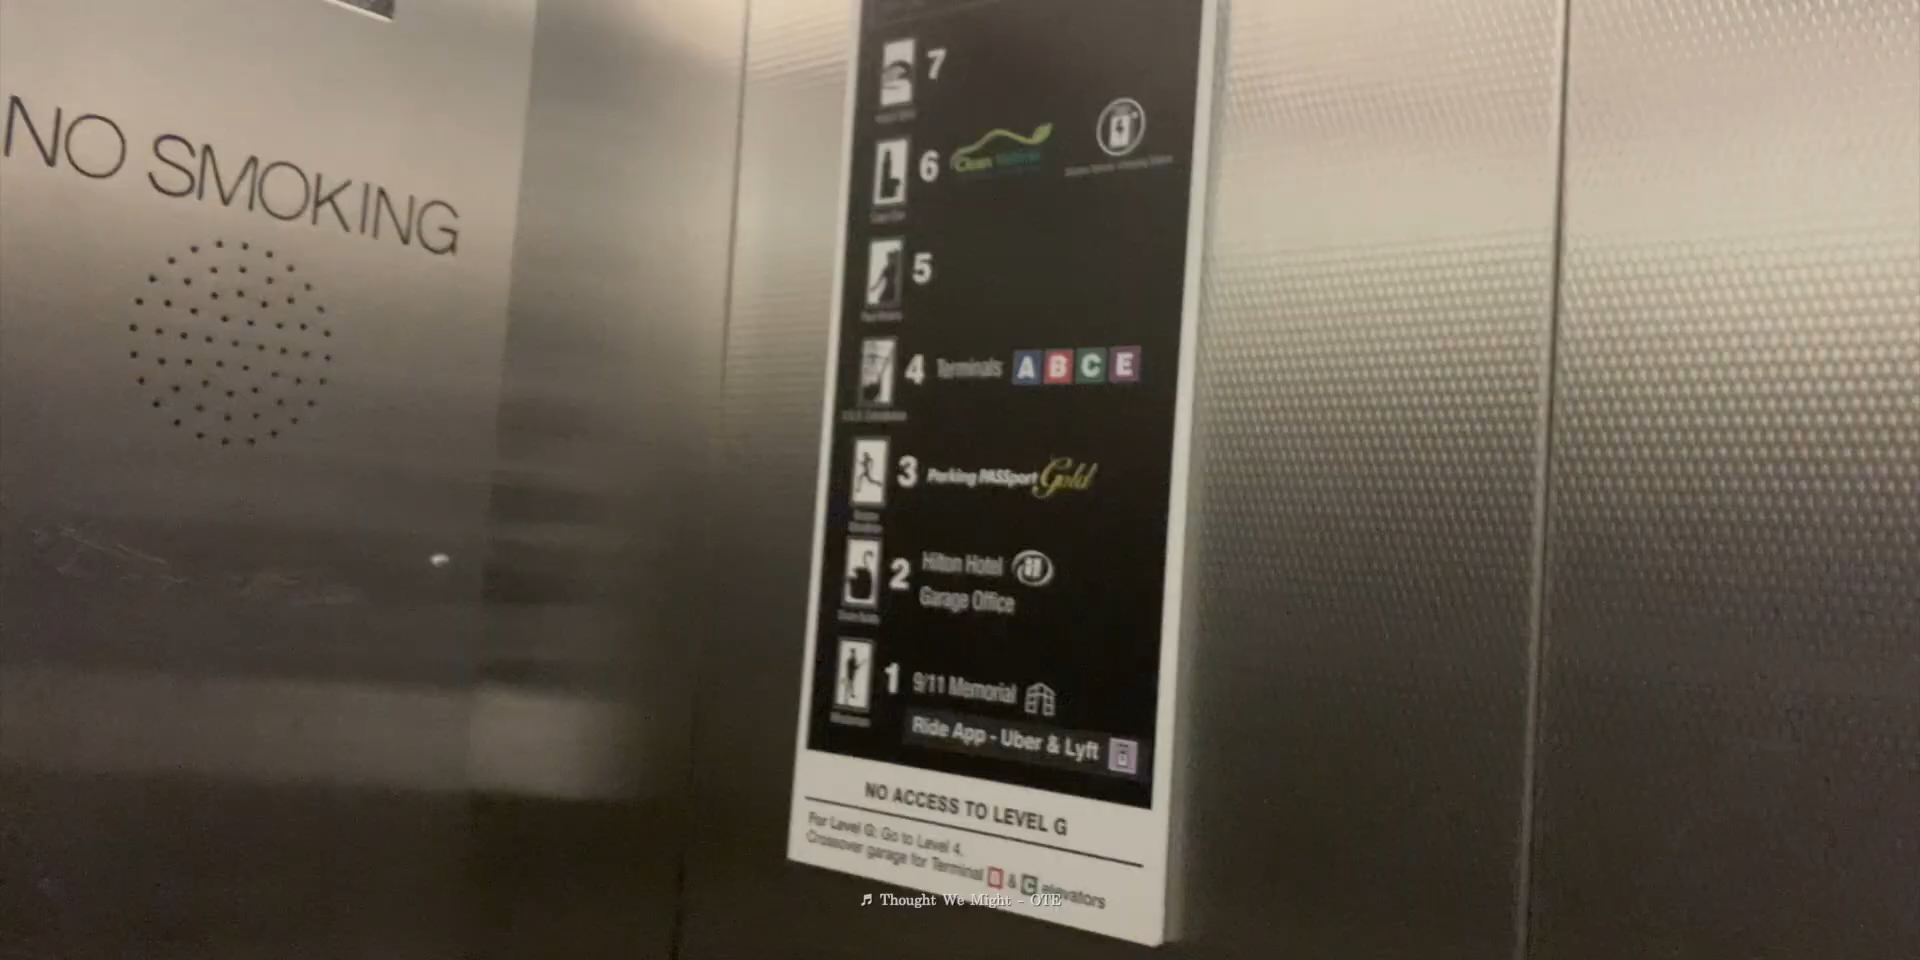 NO SMOKING
7
6 Clean
5
4 Terminals A B C E
3 Parking PASSport Gold
2 Hilton Hotel
Garage Office
1 9/11 Memorial
Ride App - Uber & Lyft
NO ACCESS TO LEVEL G
For Level G: Go to Level 4.
Crossover garage for Terminal B & C elevators
♬ Thought We Might - OTE